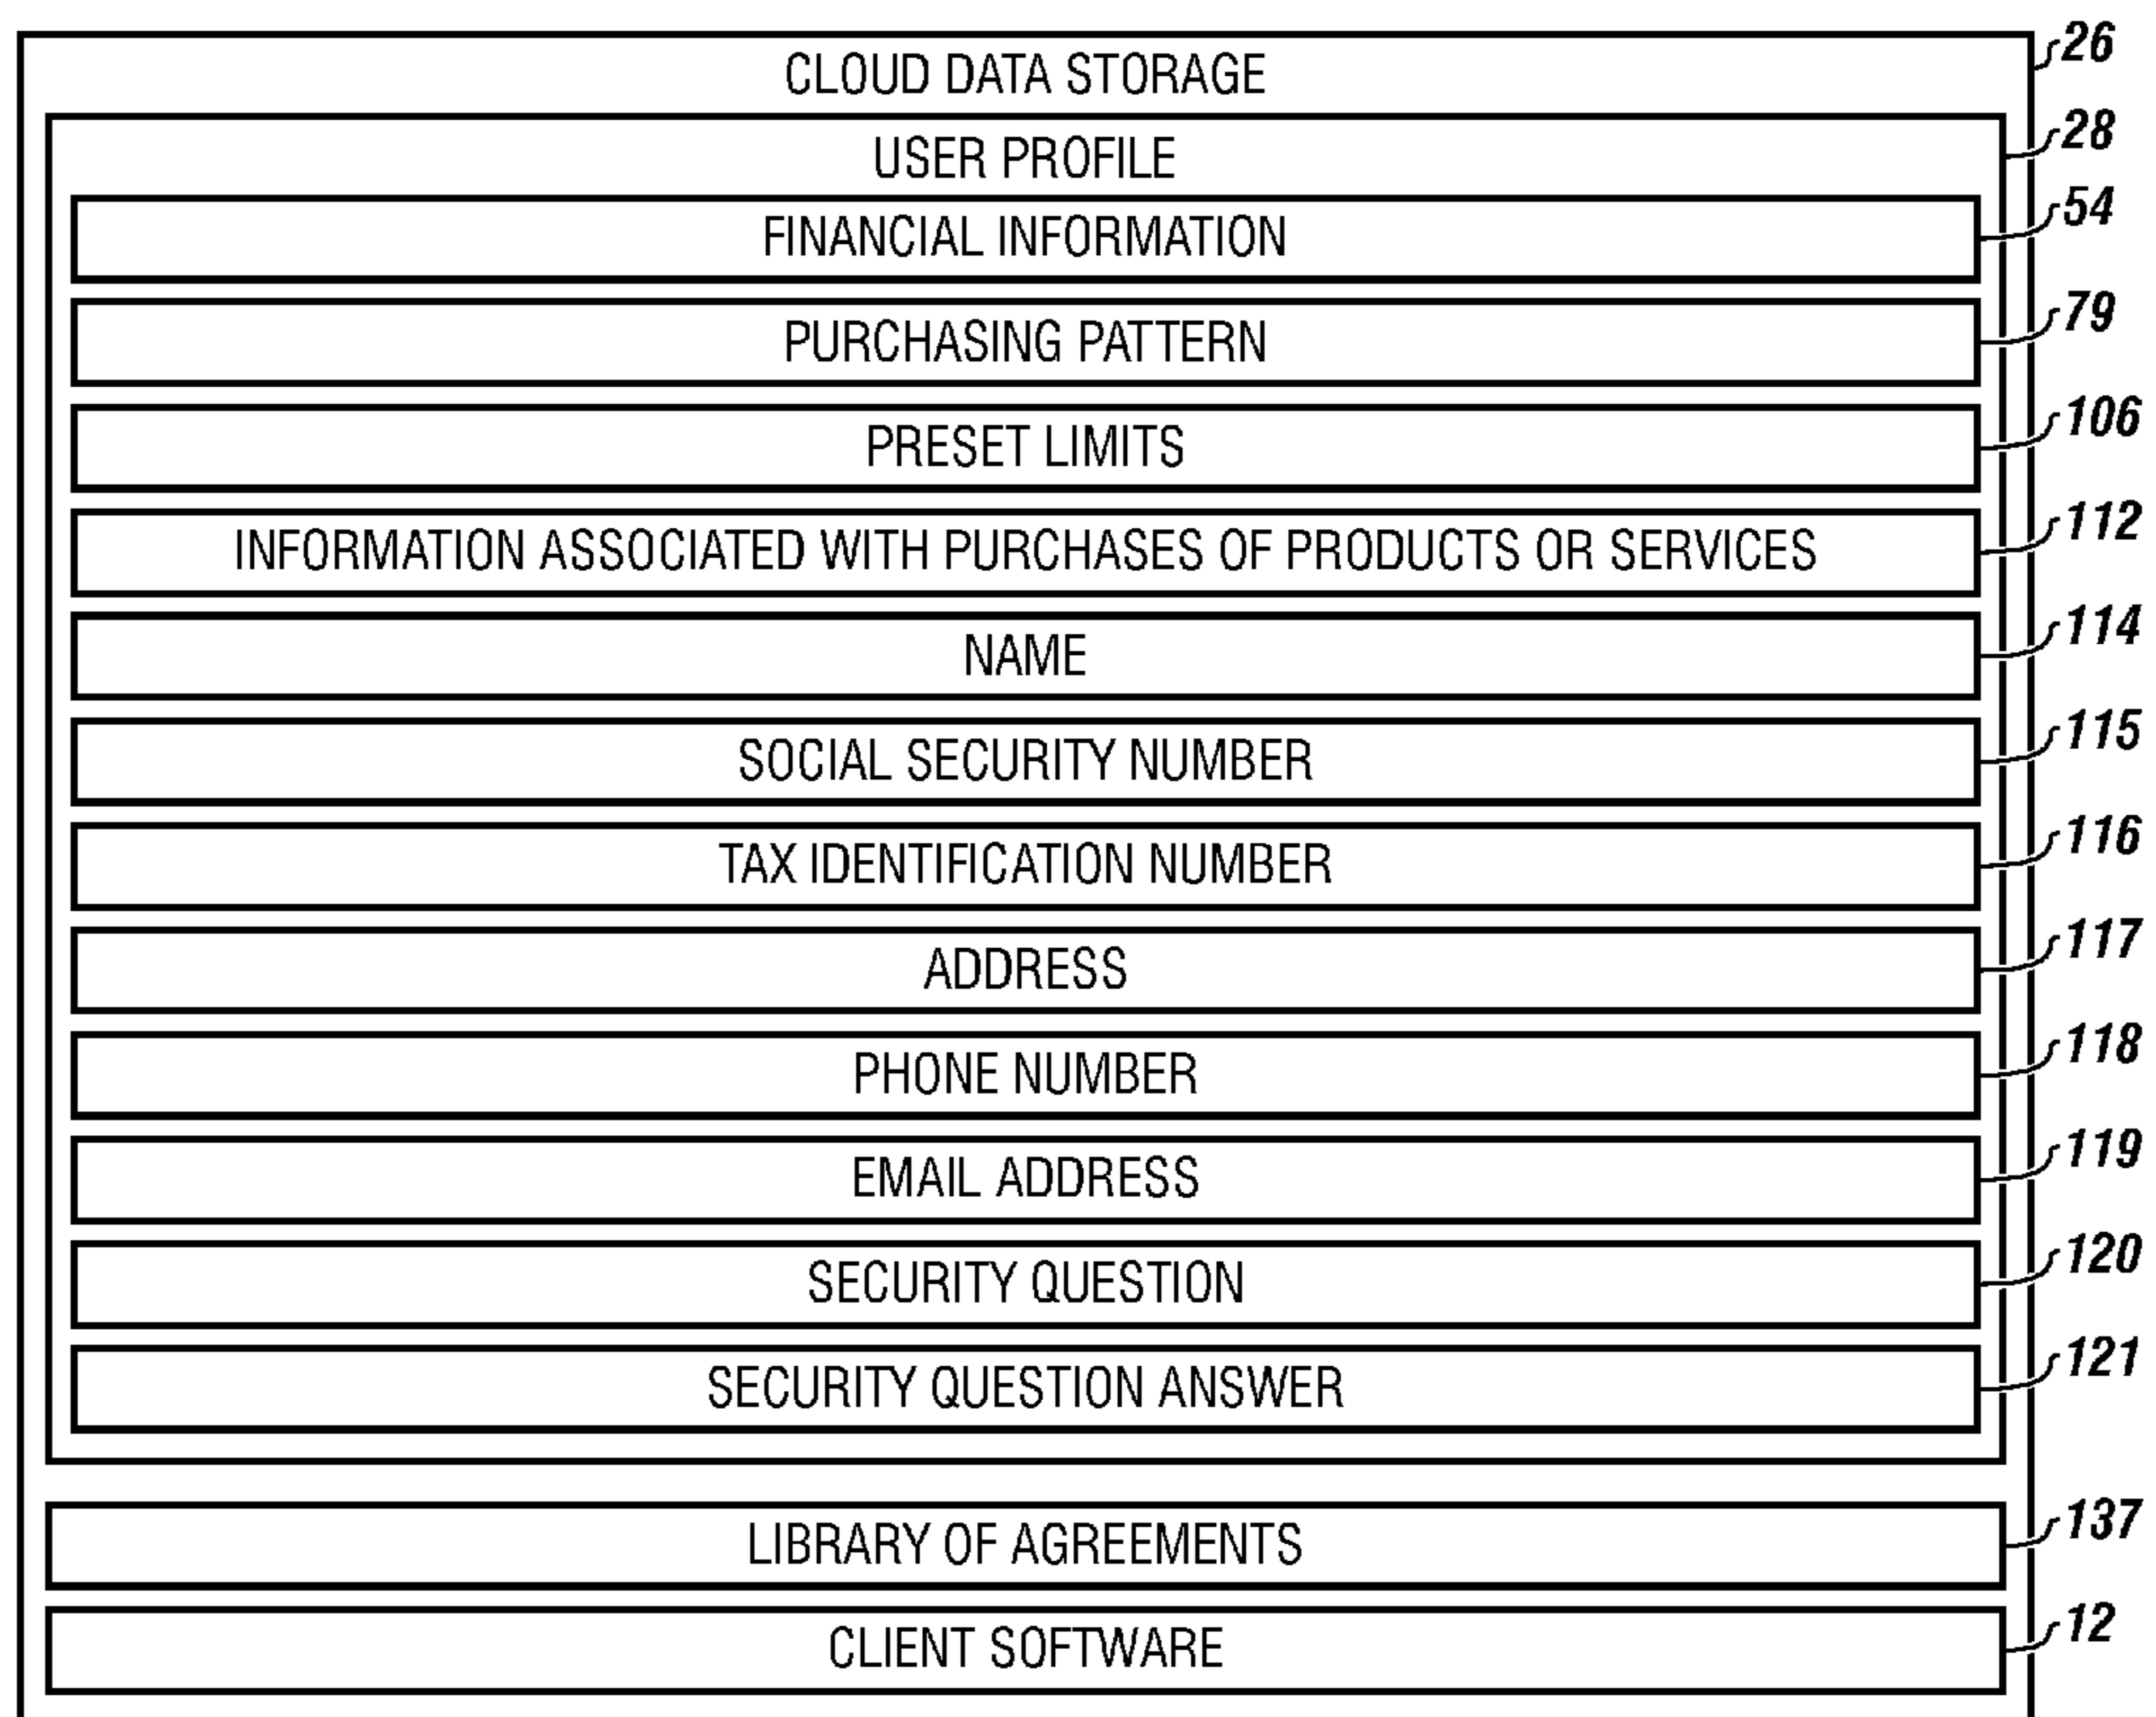 CLOUD DATA STORAGE 26
USER PROFILE 28
FINANCIAL INFORMATION 54
PURCHASING PATTERN 79
PRESET LIMITS 106
INFORMATION ASSOCIATED WITH PURCHASES OF PRODUCTS OR SERVICES 112
NAME 114
SOCIAL SECURITY NUMBER 115
TAX IDENTIFICATION NUMBER 116
ADDRESS 117
PHONE NUMBER 118
EMAIL ADDRESS 119
SECURITY QUESTION 120
SECURITY QUESTION ANSWER 121
LIBRARY OF AGREEMENTS 137
CLIENT SOFTWARE 12